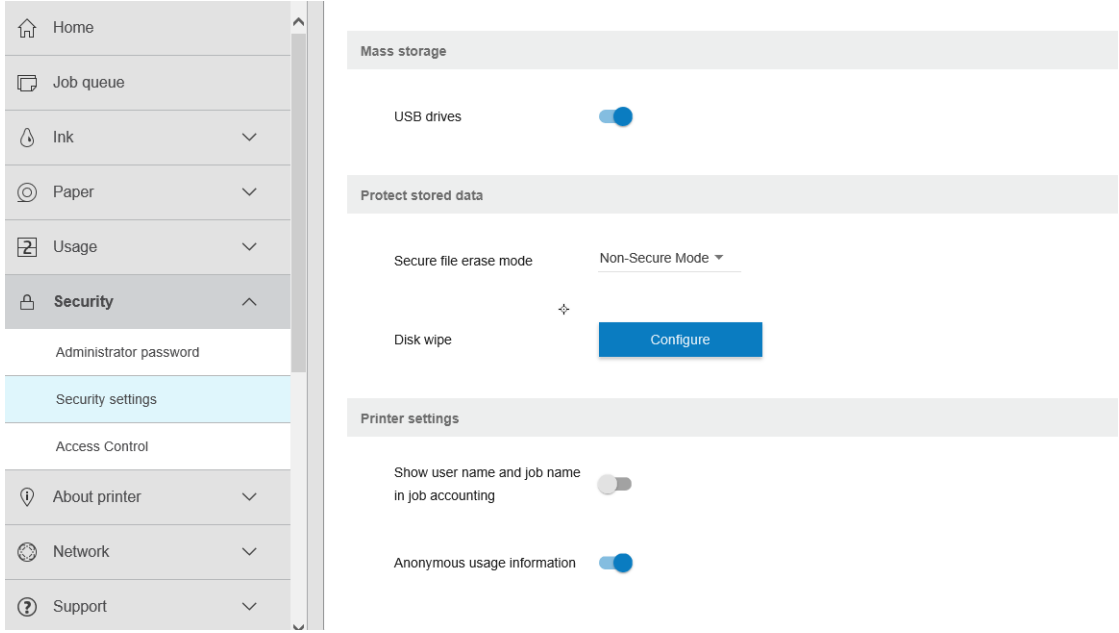 Home
Job queue
Ink
Paper
Usage
Security
Administrator password
Security settings
Access Control
About printer
Network
Support
Mass storage
USB drives
Protect stored data
Secure file erase mode
Non-Secure Mode
Disk wipe
Configure
Printer settings
Show user name and job name
in job accounting
Anonymous usage information